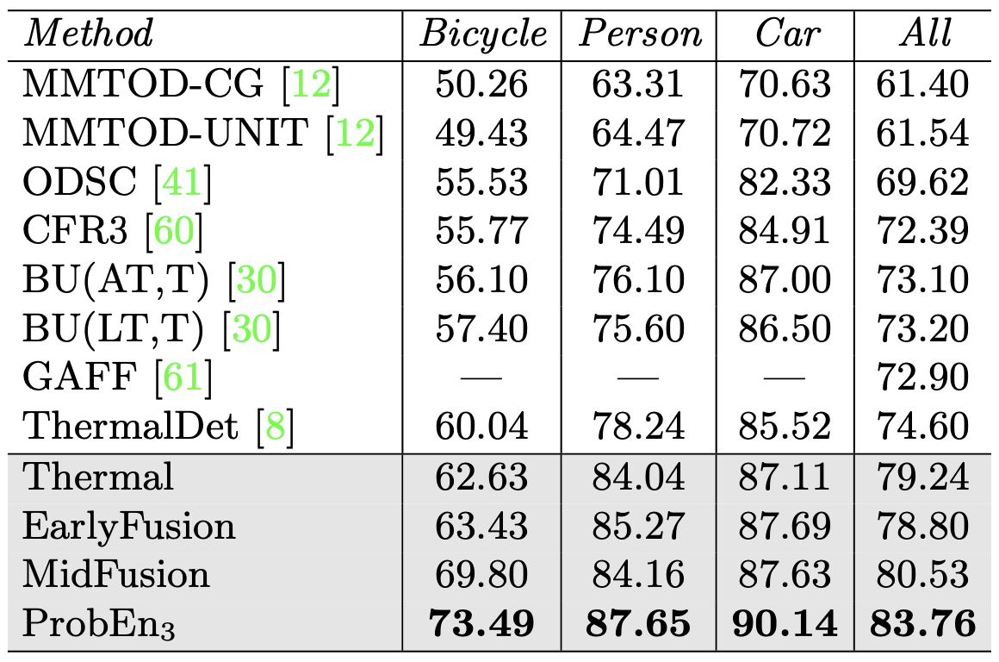 Method Bicycle Person Car All
MMTOD-CG [12] 50.26 63.31 70.63 61.40
MMTOD-UNIT [12] 49.43 64.47 70.72 61.54
ODSC [41] 55.53 71.01 82.33 69.62
CFR3 [60] 55.77 74.49 84.91 72.39
BU(AT,T) [30] 56.10 76.10 87.00 73.10
BU(LT,T) [30] 57.40 75.60 86.50 73.20
GAFF [61] — — — 72.90
ThermalDet [8] 60.04 78.24 85.52 74.60
Thermal 62.63 84.04 87.11 79.24
EarlyFusion 63.43 85.27 87.69 78.80
MidFusion 69.80 84.16 87.63 80.53
ProbEn₃ 73.49 87.65 90.14 83.76